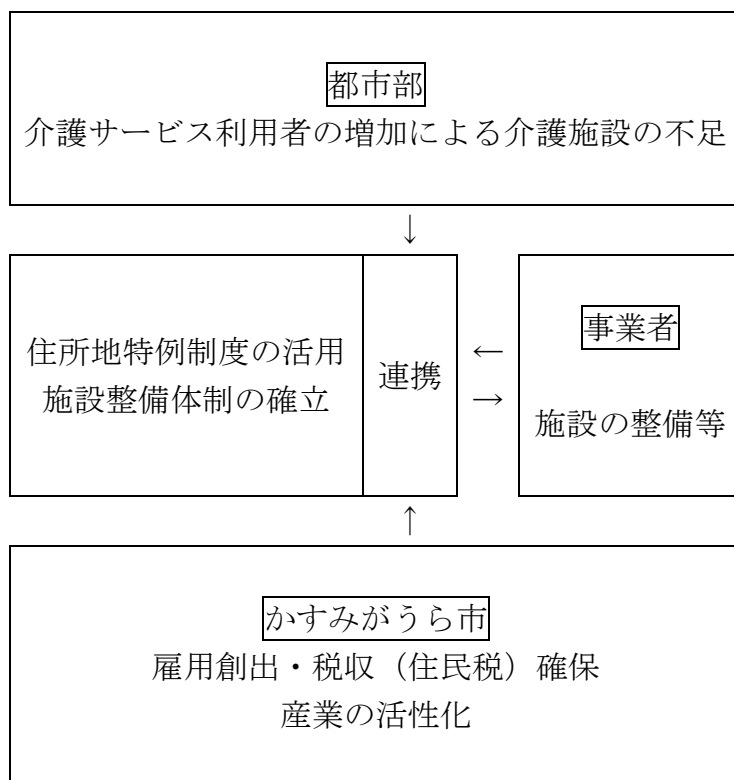 都市部
介護サービス利用者の増加による介護施設の不足
↓
住所地特例制度の活用
施設整備体制の確立
連携
←
→
事業者
施設の整備等
↑
かすみがうら市
雇用創出・税収（住民税）確保
産業の活性化